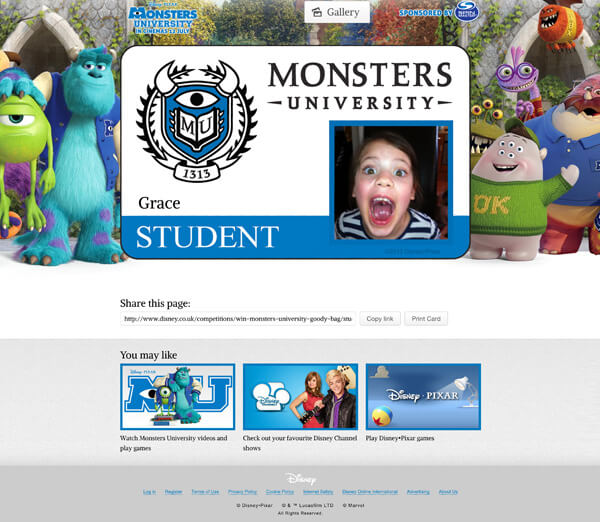 MONSTERS
UNIVERSITY
IN CINEMAS 12 JULY
Gallery
SPONSORED BY
MONSTERS
UNIVERSITY
MU
1313
Grace
STUDENT
©2013 Disney•Pixar
OK
Share this page:
http://www.disney.co.uk/competitions/win-monsters-university-goody-bag/stu
Copy link
Print Card
You may like
DISNEY · PIXAR
MU
Disney
Disney · PIXAR
Watch Monsters University videos and
play games
Check out your favourite Disney Channel
shows
Play Disney•Pixar games
Disney
Log in
Register
Terms of Use
Privacy Policy
Cookie Policy
Internet Safety
Disney Online International
Advertising
About Us
© Disney•Pixar
© & ™ Lucasfilm LTD
© Marvel
All Rights Reserved.